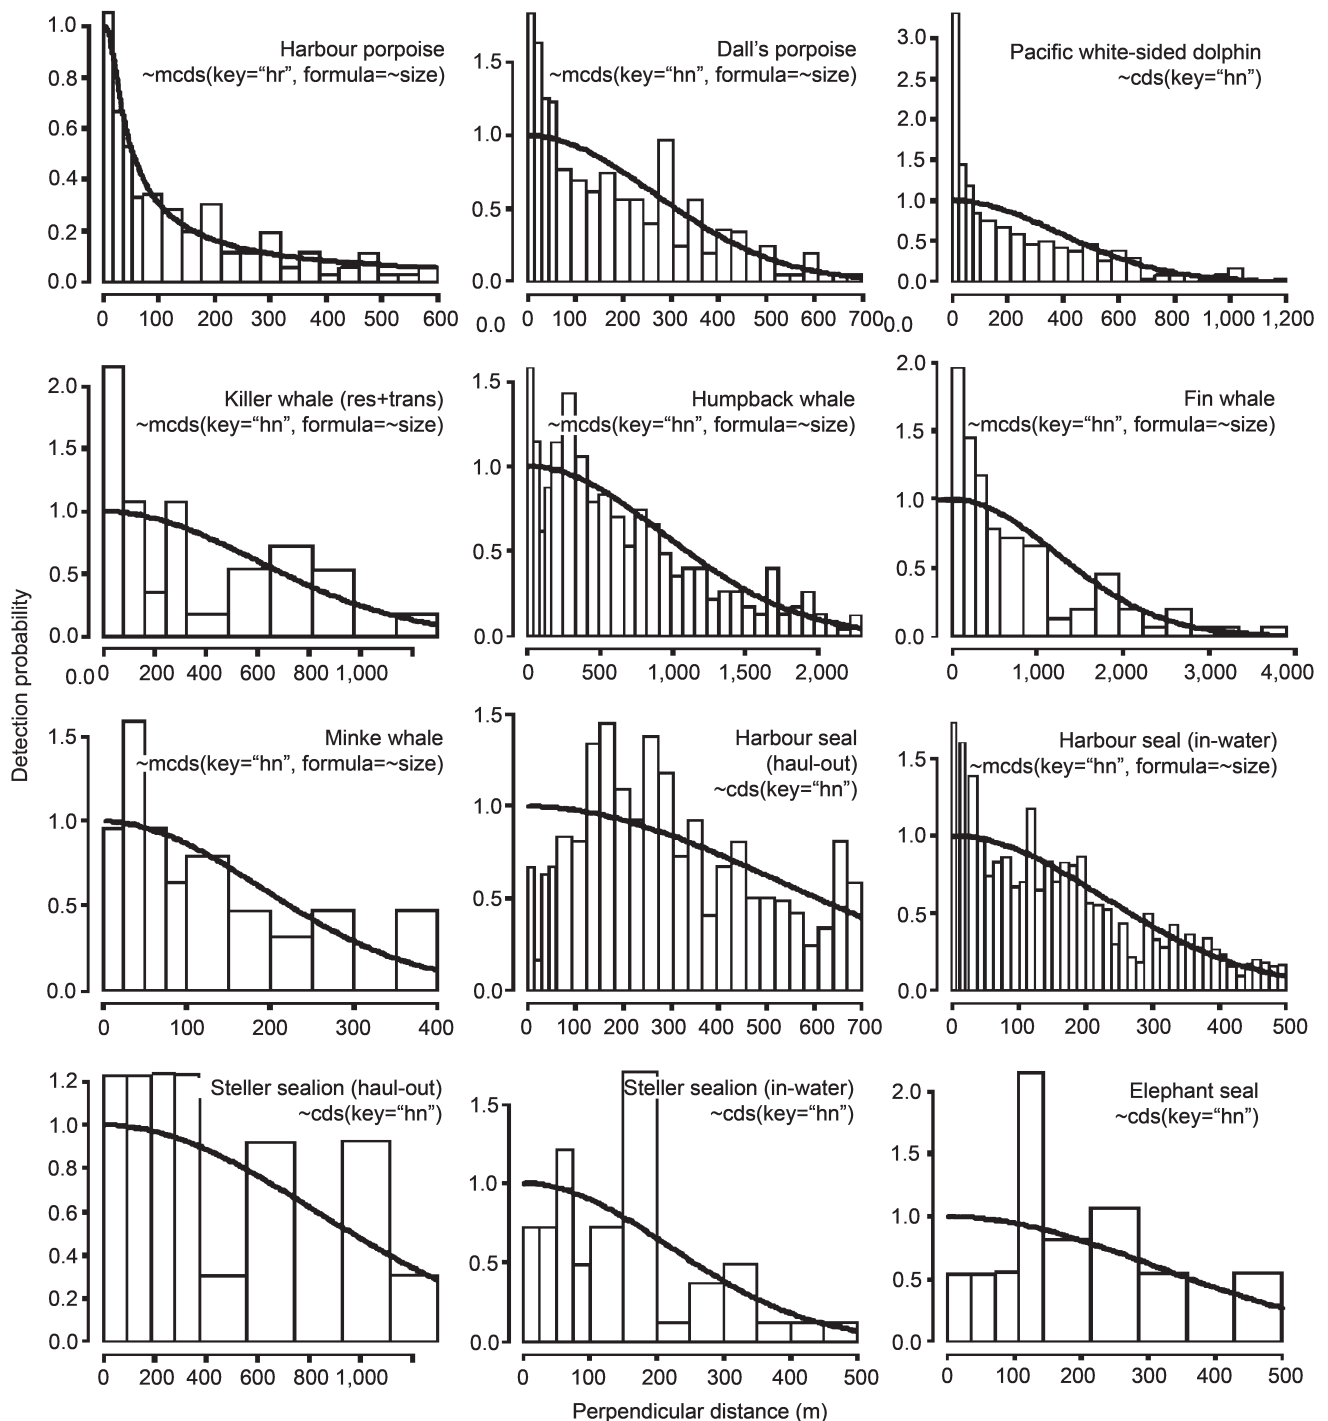 Detection probability
Harbour porpoise
~mcds(key=“hr”, formula=~size)
1.0
0.8
0.6
0.4
0.2
0.0
0 100 200 300 400 500 600
Dall’s porpoise
~mcds(key=“hn”, formula=~size)
1.5
1.0
0.5
0.0
0.0
0 100 200 300 400 500 600 700
Pacific white-sided dolphin
~cds(key=“hn”)
3.0
2.5
2.0
1.5
1.0
0.5
0.0
0.0
0 200 400 600 800 1,000 1,200
Killer whale (res+trans)
~mcds(key=“hn”, formula=~size)
2.0
1.5
1.0
0.5
0.0
0.0
0 200 400 600 800 1,000
Humpback whale
~mcds(key=“hn”, formula=~size)
1.5
1.0
0.5
0.0
0 500 1,000 1,500 2,000
Fin whale
~mcds(key=“hn”, formula=~size)
2.0
1.5
1.0
0.5
0.0
0 1,000 2,000 3,000 4,000
Minke whale
~mcds(key=“hn”, formula=~size)
1.5
1.0
0.5
0.0
0 100 200 300 400
Harbour seal
(haul-out)
~cds(key=“hn”)
1.5
1.0
0.5
0.0
0 100 200 300 400 500 600 700
Harbour seal (in-water)
~mcds(key=“hn”, formula=~size)
1.5
1.0
0.5
0.0
0 100 200 300 400 500
Steller sealion (haul-out)
~cds(key=“hn”)
1.2
1.0
0.8
0.6
0.4
0.2
0.0
0 200 400 600 800 1,000
Steller sealion (in-water)
~cds(key=“hn”)
1.5
1.0
0.5
0.0
0 100 200 300 400 500
Elephant seal
~cds(key=“hn”)
2.0
1.5
1.0
0.5
0.0
0 100 200 300 400 500
Perpendicular distance (m)